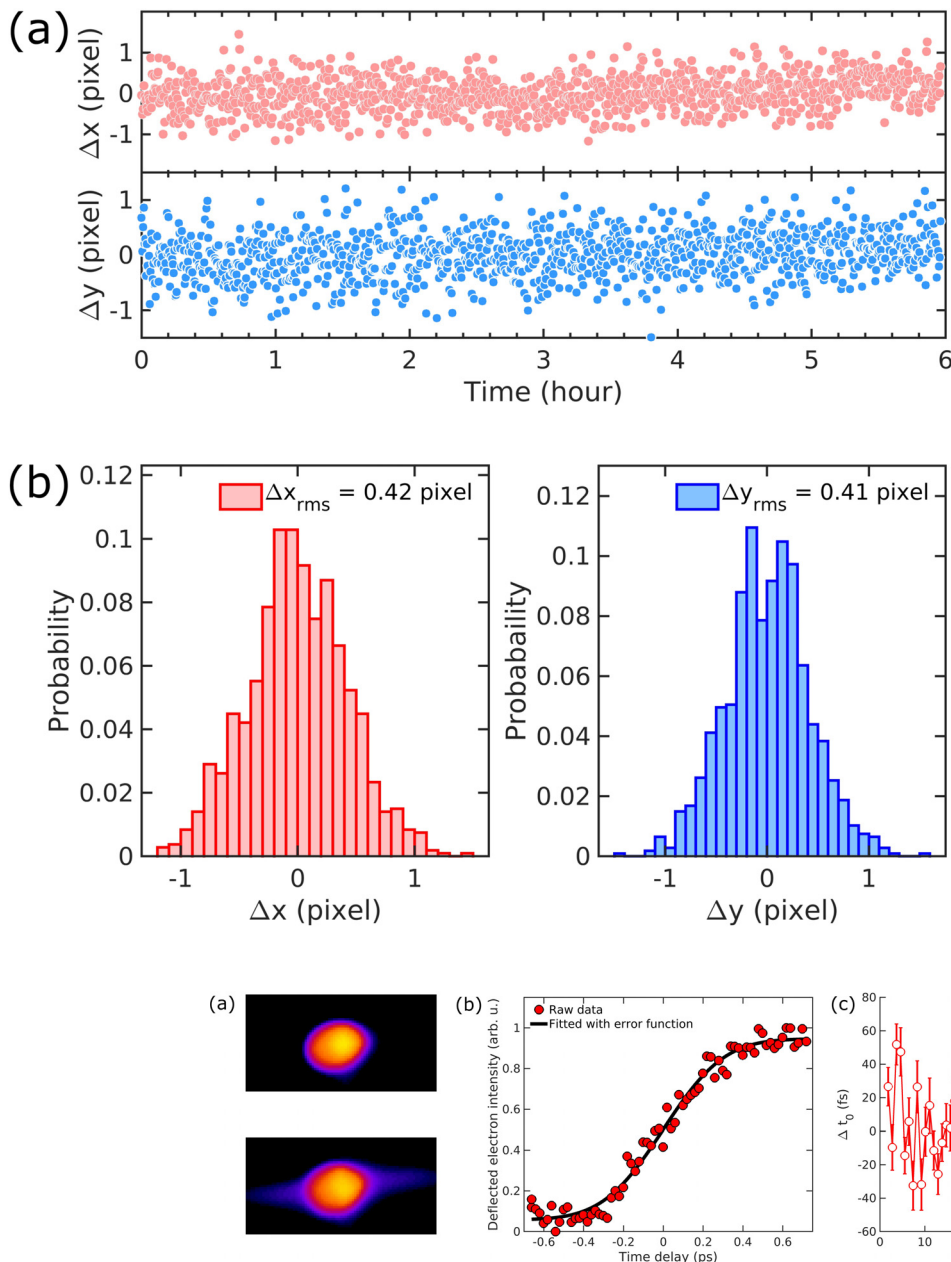 (a)
Δx (pixel)
1
0
-1
Δy (pixel)
1
0
-1
0 1 2 3 4 5 6
Time (hour)
(b)
Probability
0.12
0.1
0.08
0.06
0.04
0.02
0
Δx_rms = 0.42 pixel
-1 0 1
Δx (pixel)
Probabaility
0.12
0.1
0.08
0.06
0.04
0.02
0
Δy_rms = 0.41 pixel
-1 0 1
Δy (pixel)
(a)
(b)
Deflected electron intensity (arb. u.)
1
0.8
0.6
0.4
0.2
0
Raw data
Fitted with error function
-0.6 -0.4 -0.2 0 0.2 0.4 0.6
Time delay (ps)
(c)
Δ t_0 (fs)
80
60
40
20
0
-20
-40
-60
0 10